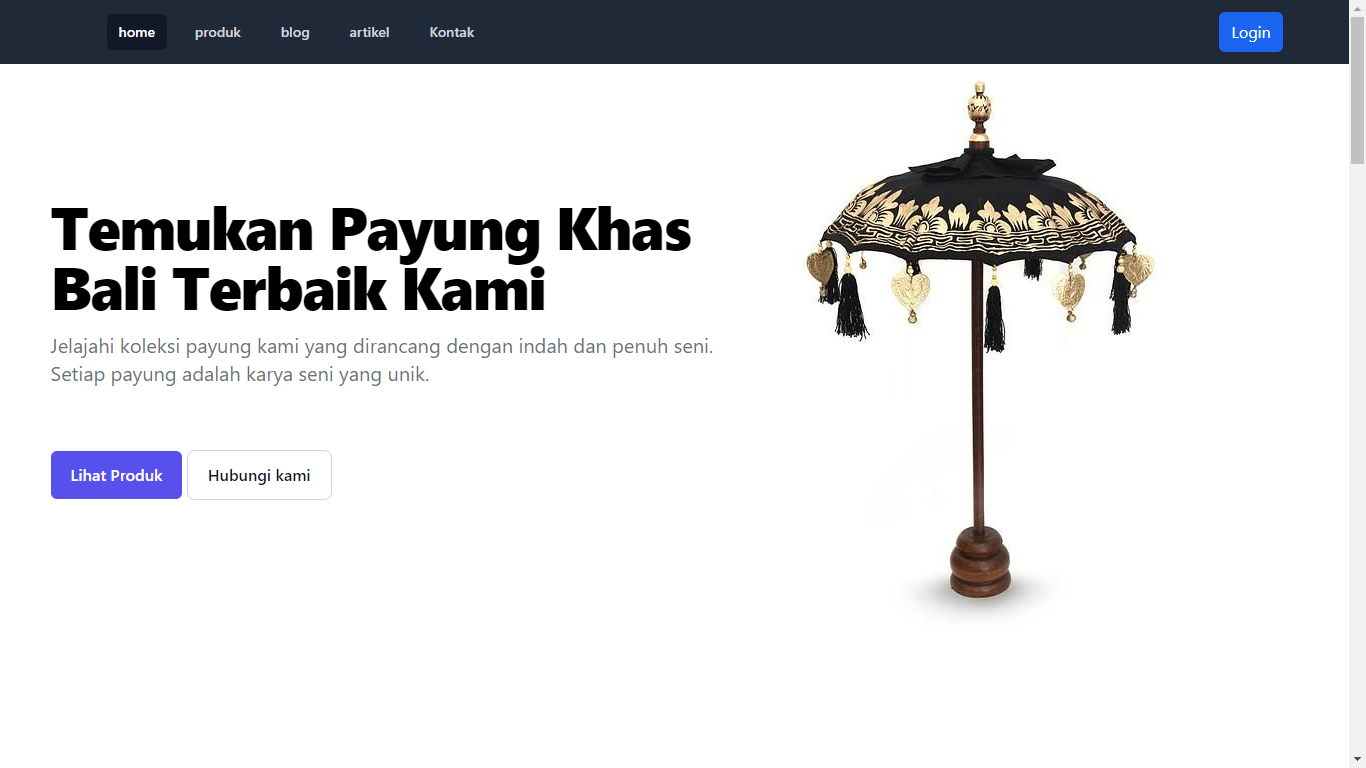 home
produk
blog
artikel
Kontak
Login
Temukan Payung Khas
Bali Terbaik Kami
Jelajahi koleksi payung kami yang dirancang dengan indah dan penuh seni.
Setiap payung adalah karya seni yang unik.
Lihat Produk
Hubungi kami